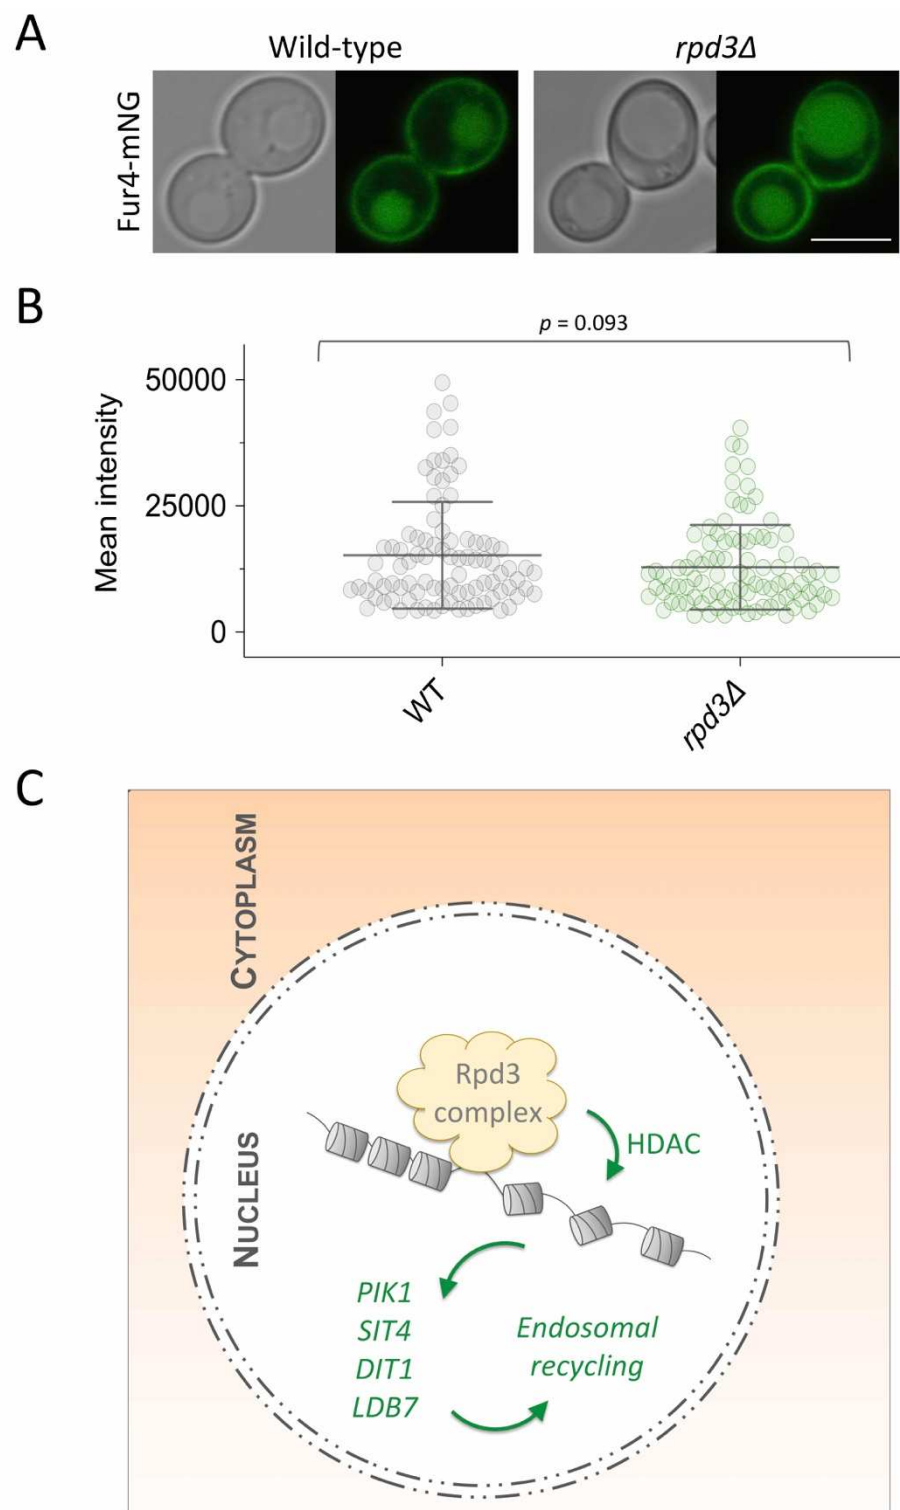 A
Wild-type
rpd3Δ
Fur4-mNG
B
p = 0.093
Mean intensity
50000
25000
0
WT
rpd3Δ
C
CYTOPLASM
NUCLEUS
Rpd3
complex
HDAC
PIK1
SIT4
DIT1
LDB7
Endosomal
recycling